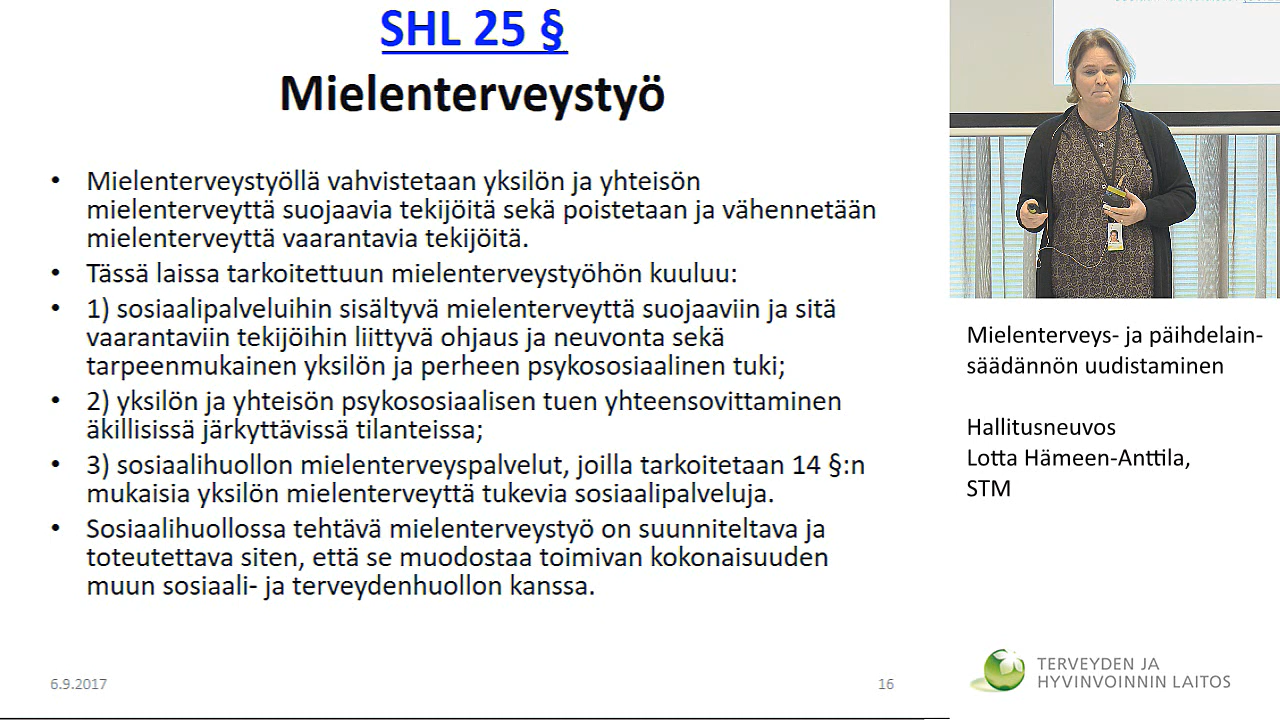 SHL 25 §
Mielenterveystyö
• Mielenterveystyöllä vahvistetaan yksilön ja yhteisön
mielenterveyttä suojaavia tekijöitä sekä poistetaan ja vähennetään
mielenterveyttä vaarantavia tekijöitä.
• Tässä laissa tarkoitettuun mielenterveystyöhön kuuluu:
• 1) sosiaalipalveluihin sisältyvä mielenterveyttä suojaaviin ja sitä
vaarantaviin tekijöihin liittyvä ohjaus ja neuvonta sekä
tarpeenmukainen yksilön ja perheen psykososiaalinen tuki;
• 2) yksilön ja yhteisön psykososiaalisen tuen yhteensovittaminen
äkillisissä järkyttävissä tilanteissa;
• 3) sosiaalihuollon mielenterveyspalvelut, joilla tarkoitetaan 14 §:n
mukaisia yksilön mielenterveyttä tukevia sosiaalipalveluja.
• Sosiaalihuollossa tehtävä mielenterveystyö on suunniteltava ja
toteutettava siten, että se muodostaa toimivan kokonaisuuden
muun sosiaali- ja terveydenhuollon kanssa.
6.9.2017
16
Mielenterveys- ja päihdelain-
säädännön uudistaminen
Hallitusneuvos
Lotta Hämeen-Anttila,
STM
TERVEYDEN JA
HYVINVOINNIN LAITOS